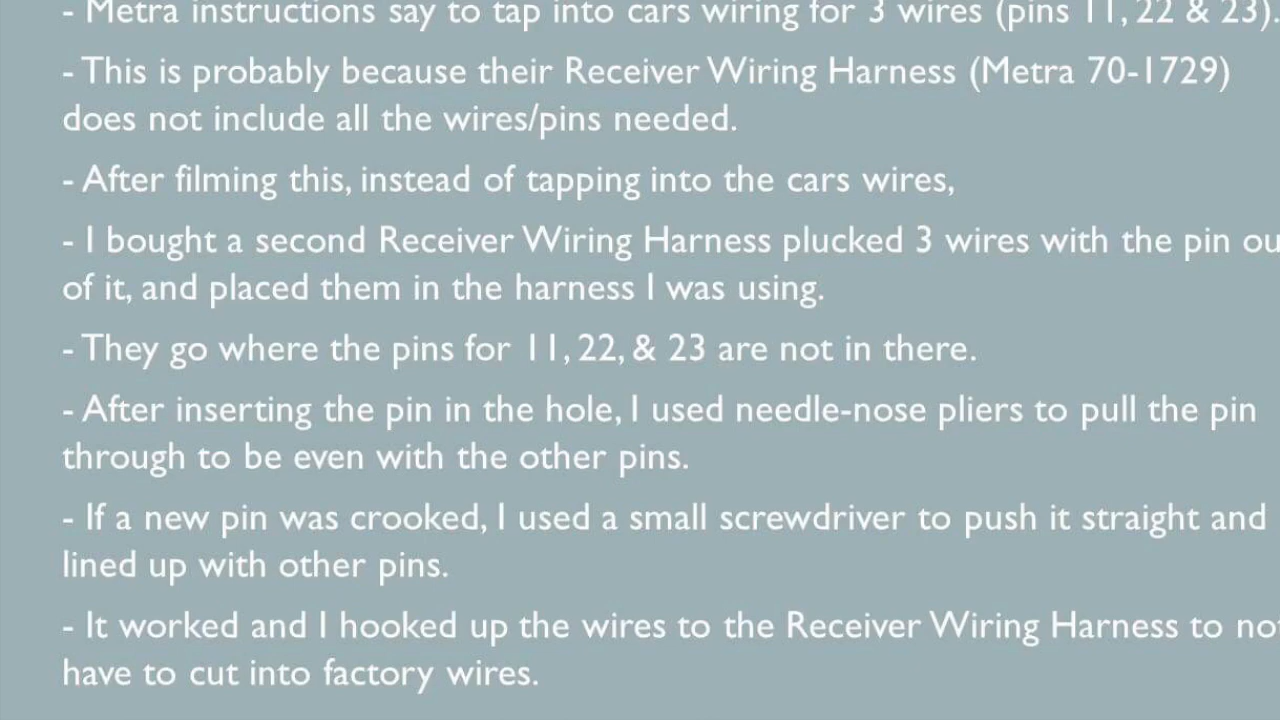 - Metra instructions say to tap into cars wiring for 3 wires (pins 11, 22 & 23).
- This is probably because their Receiver Wiring Harness (Metra 70-1729)
does not include all the wires/pins needed.
- After filming this, instead of tapping into the cars wires,
- I bought a second Receiver Wiring Harness plucked 3 wires with the pin ou
of it, and placed them in the harness I was using.
- They go where the pins for 11, 22, & 23 are not in there.
- After inserting the pin in the hole, I used needle-nose pliers to pull the pin
through to be even with the other pins.
- If a new pin was crooked, I used a small screwdriver to push it straight and
lined up with other pins.
- It worked and I hooked up the wires to the Receiver Wiring Harness to not
have to cut into factory wires.